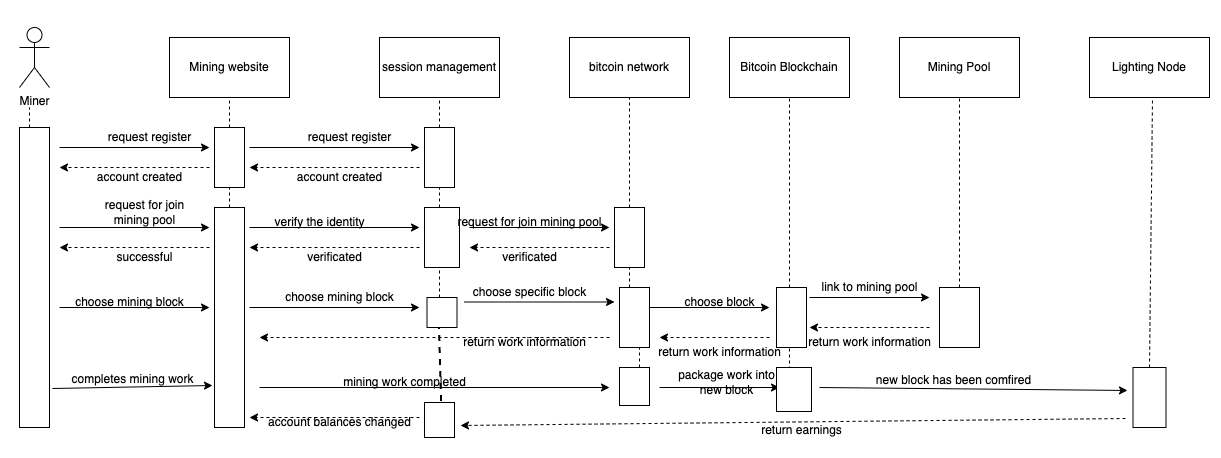 Miner
Mining website
session management
bitcoin network
Bitcoin Blockchain
Mining Pool
Lighting Node
request register
request register
account created
account created
request for join
mining pool
verify the identity
request for join mining pool
successful
verificated
verificated
choose mining block
choose mining block
choose specific block
choose block
link to mining pool
return work information
return work information
return work information
completes mining work
mining work completed
package work into
new block
new block has been comfired
account balances changed
return earnings